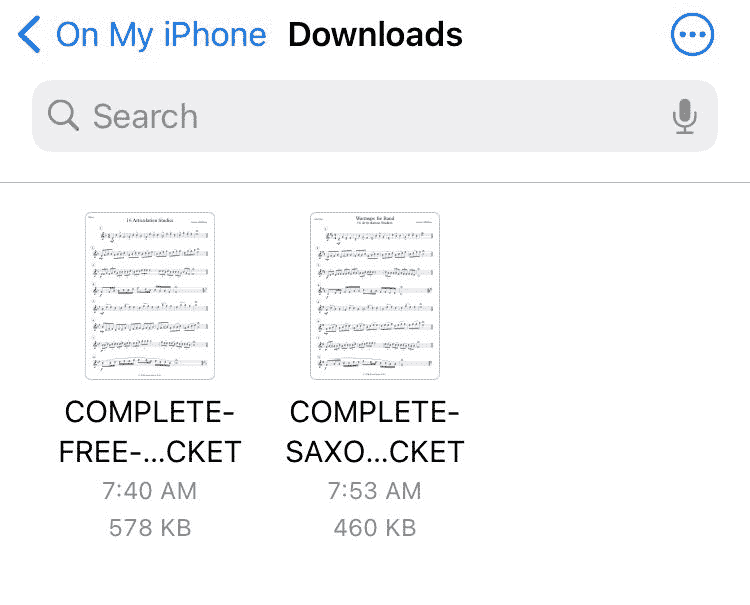 On My iPhone Downloads
Search
16 Articulation Studies
Warmups for Band
COMPLETE-
FREE-...CKET
7:40 AM
578 KB
COMPLETE-
SAXO...CKET
7:53 AM
460 KB